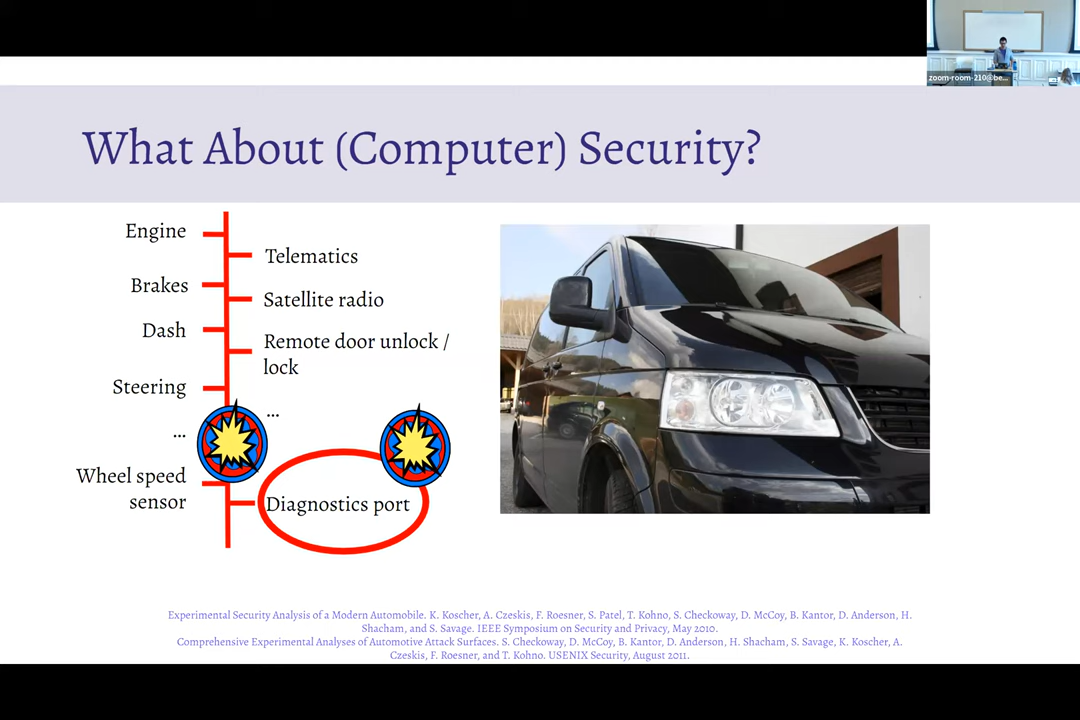 zoom-room-210@be...
What About (Computer) Security?
Engine
Telematics
Brakes
Satellite radio
Dash
Remote door unlock /
lock
Steering
...
...
Wheel speed
sensor
Diagnostics port
Experimental Security Analysis of a Modern Automobile. K. Koscher, A. Czeskis, F. Roesner, S. Patel, T. Kohno, S. Checkoway, D. McCoy, B. Kantor, D. Anderson, H.
Shacham, and S. Savage. IEEE Symposium on Security and Privacy, May 2010.
Comprehensive Experimental Analyses of Automotive Attack Surfaces. S. Checkoway, D. McCoy, B. Kantor, D. Anderson, H. Shacham, S. Savage, K. Koscher, A.
Czeskis, F. Roesner, and T. Kohno. USENIX Security, August 2011.